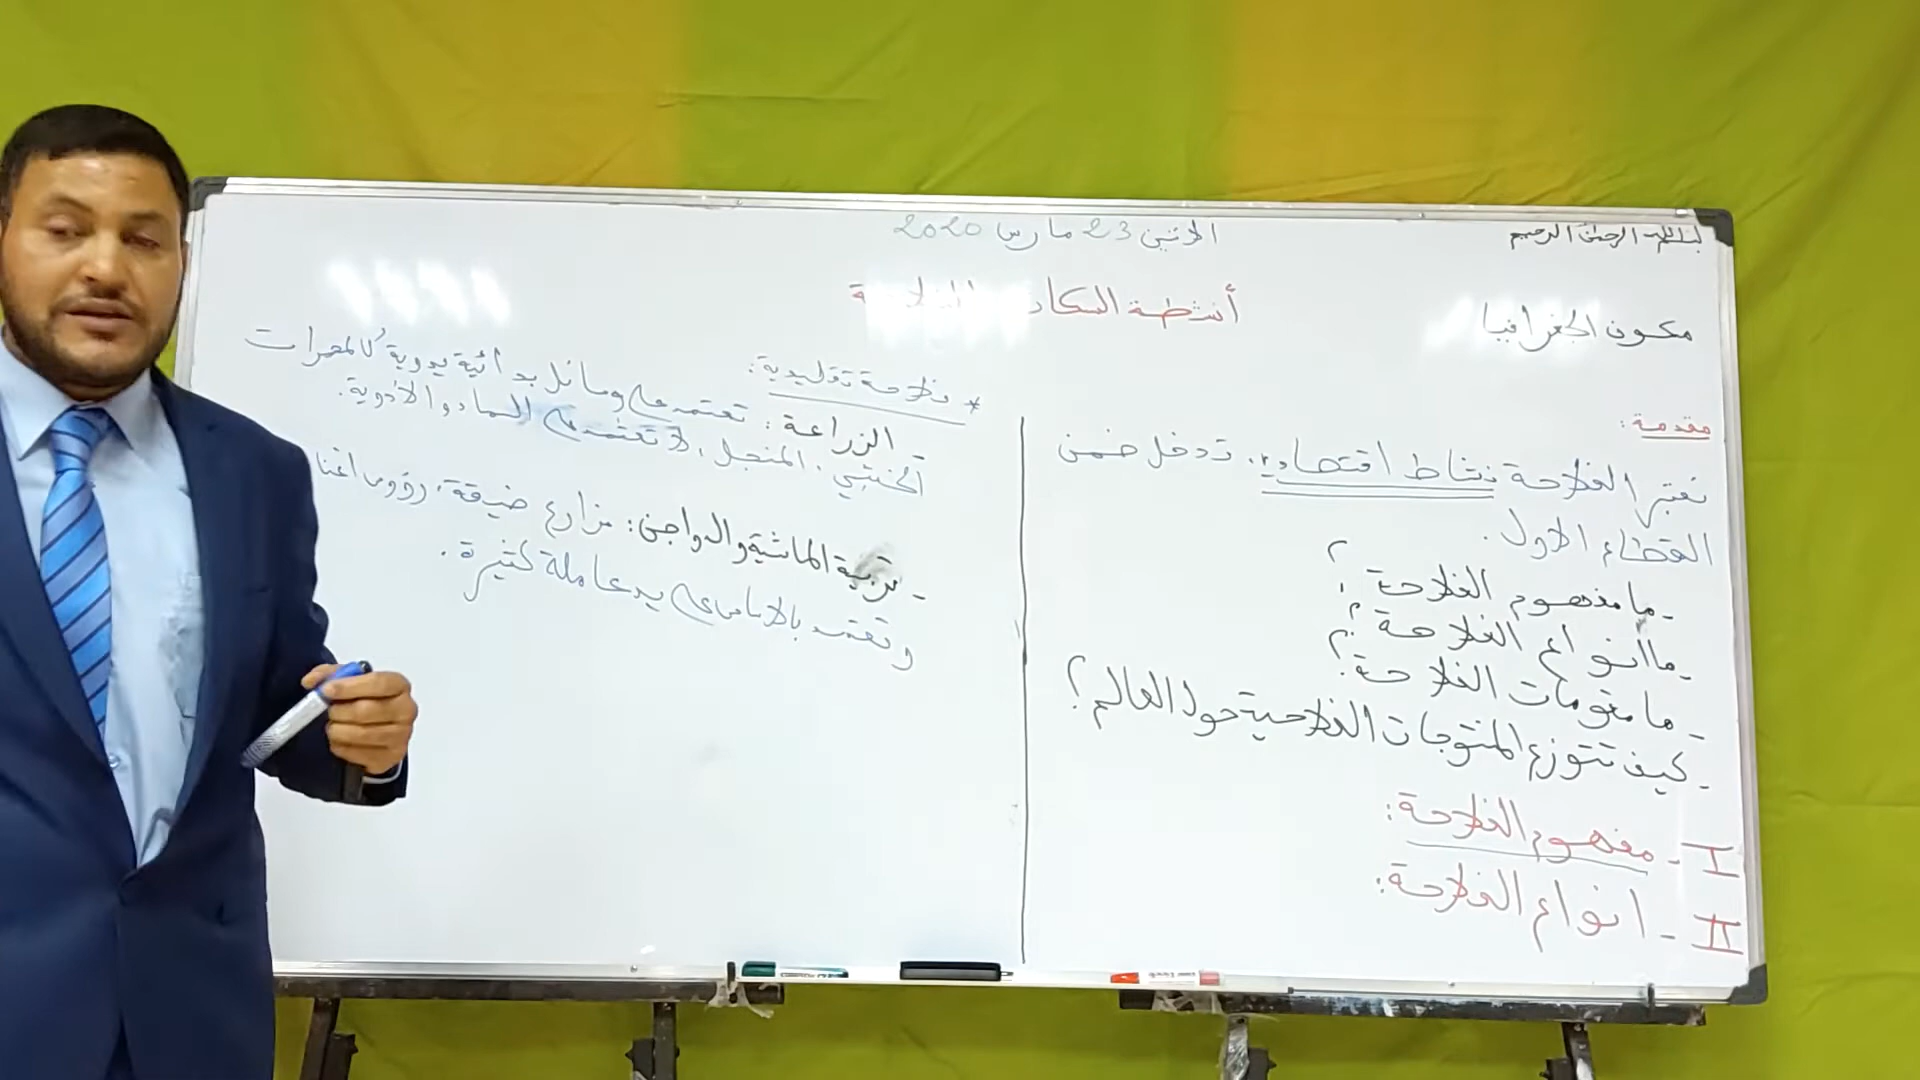 بسم الله الرحمن الرحيم
الاثنين 23 مارس 2020
مكون الجغرافيا
أنشطة السكان الفلاحة
مقدمة:
تعتبر الفلاحة نشاط اقتصادي، تدخل ضمن
القطاع الاول.
- ما مفهوم الفلاحة؟
- ما انواع الفلاحة؟
- ما مقومات الفلاحة؟
- كيف تتوزع المنتوجات الفلاحية حول العالم؟
I - مفهوم الفلاحة:
II - انواع الفلاحة:
* فلاحة تقليدية:
- الزراعة: تعتمد على وسائل بدائية يدوية كالمحراث
الخشبي، المنجل، لا تعتمد على السماد والأدوية.
- تربية الماشية والدواجن: مزارع ضيقة، رؤوس اغنا
وتعتمد بالاساس على يد عاملة كثيرة.